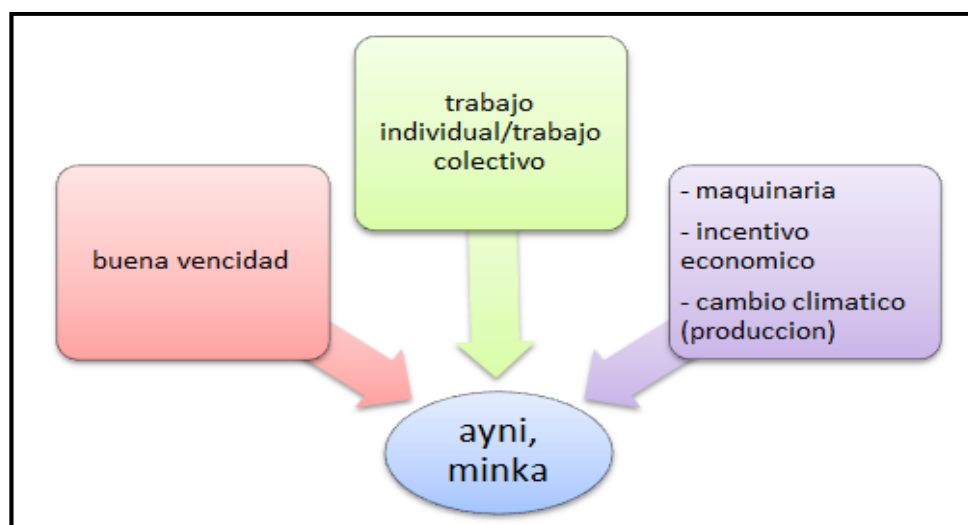 trabajo
individual/trabajo
colectivo
buena vencidad
- maquinaria
- incentivo
economico
- cambio climatico
(produccion)
ayni,
minka